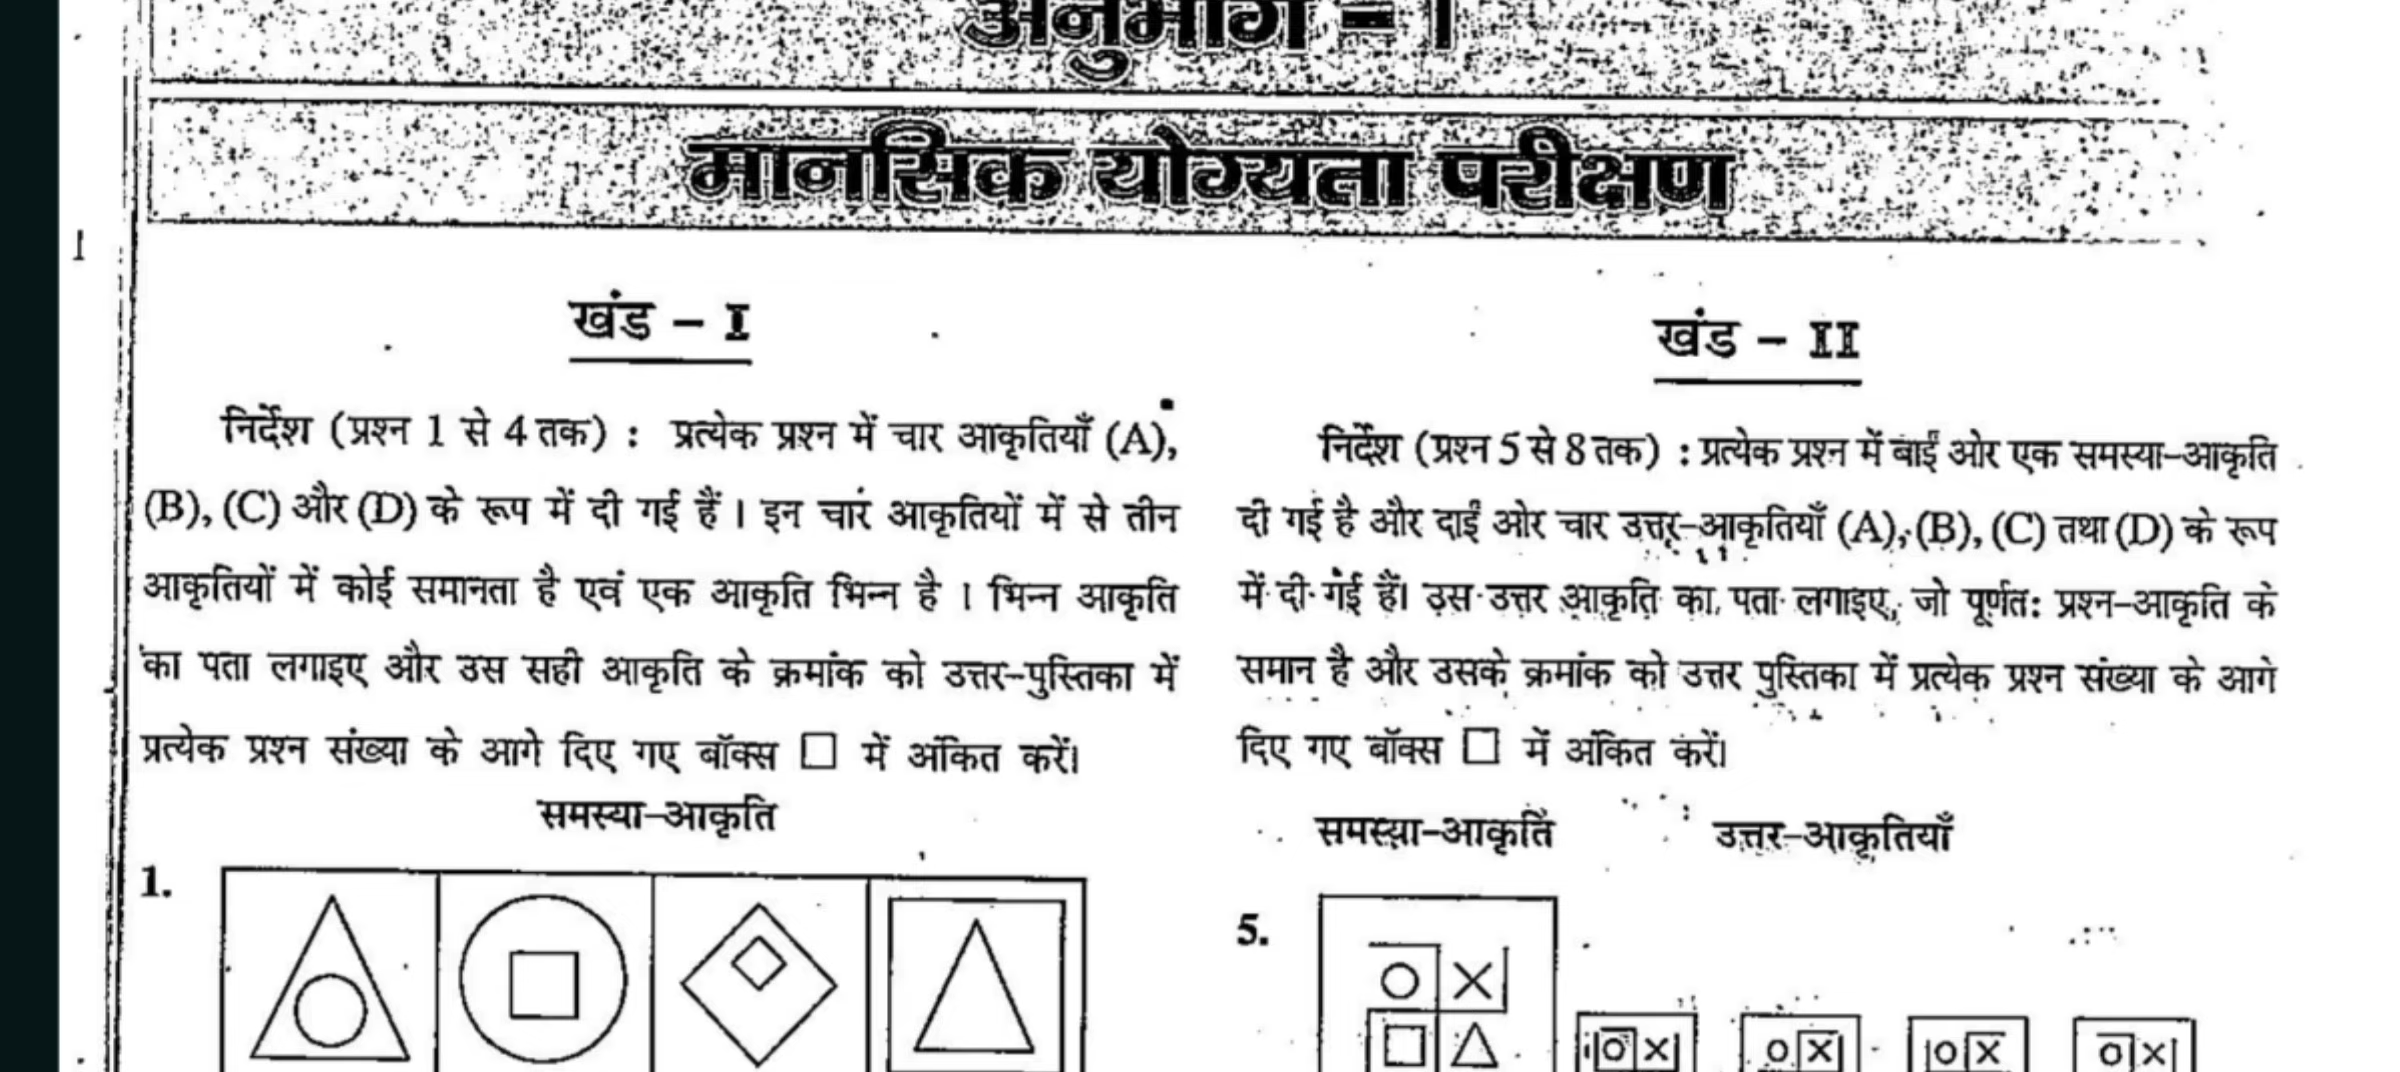 अनुभाग – I
मानसिक योग्यता परीक्षण
1
खंड – I
निर्देश (प्रश्न 1 से 4 तक) : प्रत्येक प्रश्न में चार आकृतियाँ (A),
(B), (C) और (D) के रूप में दी गई हैं । इन चार आकृतियों में से तीन
आकृतियों में कोई समानता है एवं एक आकृति भिन्न है । भिन्न आकृति
का पता लगाइए और उस सही आकृति के क्रमांक को उत्तर-पुस्तिका में
प्रत्येक प्रश्न संख्या के आगे दिए गए बॉक्स □ में अंकित करें।
समस्या-आकृति
1.
खंड – II
निर्देश (प्रश्न 5 से 8 तक) : प्रत्येक प्रश्न में बाईं ओर एक समस्या-आकृति
दी गई है और दाईं ओर चार उत्तर-आकृतियाँ (A), (B), (C) तथा (D) के रूप
में दी गई हैं। उस उत्तर आकृति का पता लगाइए, जो पूर्णत: प्रश्न-आकृति के
समान है और उसके क्रमांक को उत्तर पुस्तिका में प्रत्येक प्रश्न संख्या के आगे
दिए गए बॉक्स □ में अंकित करें।
समस्या-आकृति उत्तर-आकृतियाँ
5.